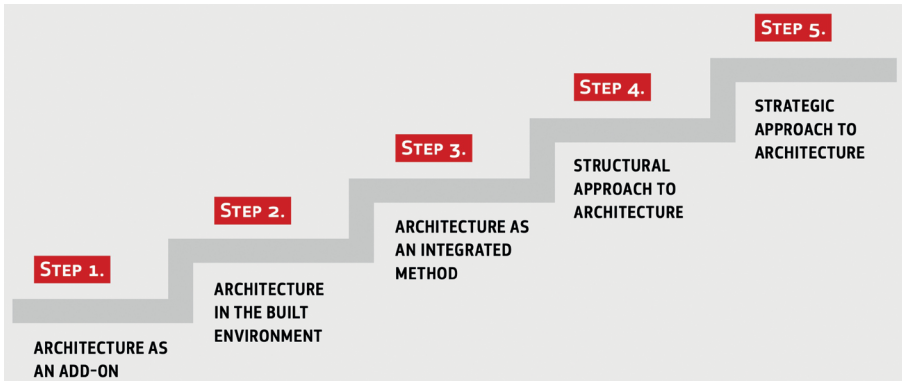 STEP 1.
ARCHITECTURE AS
AN ADD-ON
STEP 2.
ARCHITECTURE
IN THE BUILT
ENVIRONMENT
STEP 3.
ARCHITECTURE AS
AN INTEGRATED
METHOD
STEP 4.
STRUCTURAL
APPROACH TO
ARCHITECTURE
STEP 5.
STRATEGIC
APPROACH TO
ARCHITECTURE